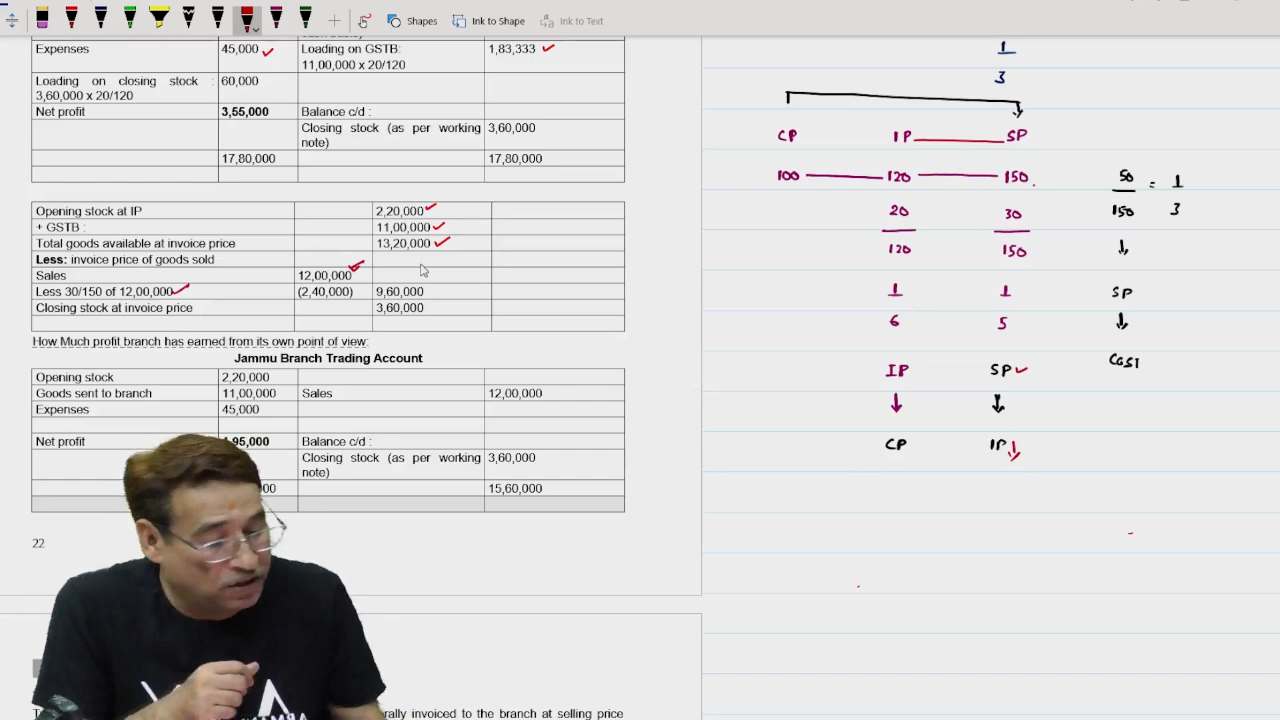 Shapes Ink to Shape Ink to Text
Expenses 45,000 Loading on GSTB: 1,83,333
11,00,000 x 20/120
Loading on closing stock : 60,000
3,60,000 x 20/120
Net profit 3,55,000 Balance c/d :
Closing stock (as per working 3,60,000
note)
17,80,000 17,80,000
Opening stock at IP 2,20,000
+ GSTB : 11,00,000
Total goods available at invoice price 13,20,000
Less: invoice price of goods sold
Sales 12,00,000
Less 30/150 of 12,00,000 (2,40,000) 9,60,000
Closing stock at invoice price 3,60,000
How Much profit branch has earned from its own point of view:
Jammu Branch Trading Account
Opening stock 2,20,000
Goods sent to branch 11,00,000 Sales 12,00,000
Expenses 45,000
Net profit 95,000 Balance c/d :
Closing stock (as per working 3,60,000
note)
15,60,000
22
invoiced to the branch at selling price
1
3
CP IP SP
100 120 150
20 30
120 150
1 1
6 5
IP SP
CP IP
50 = 1
150 3
SP
COST